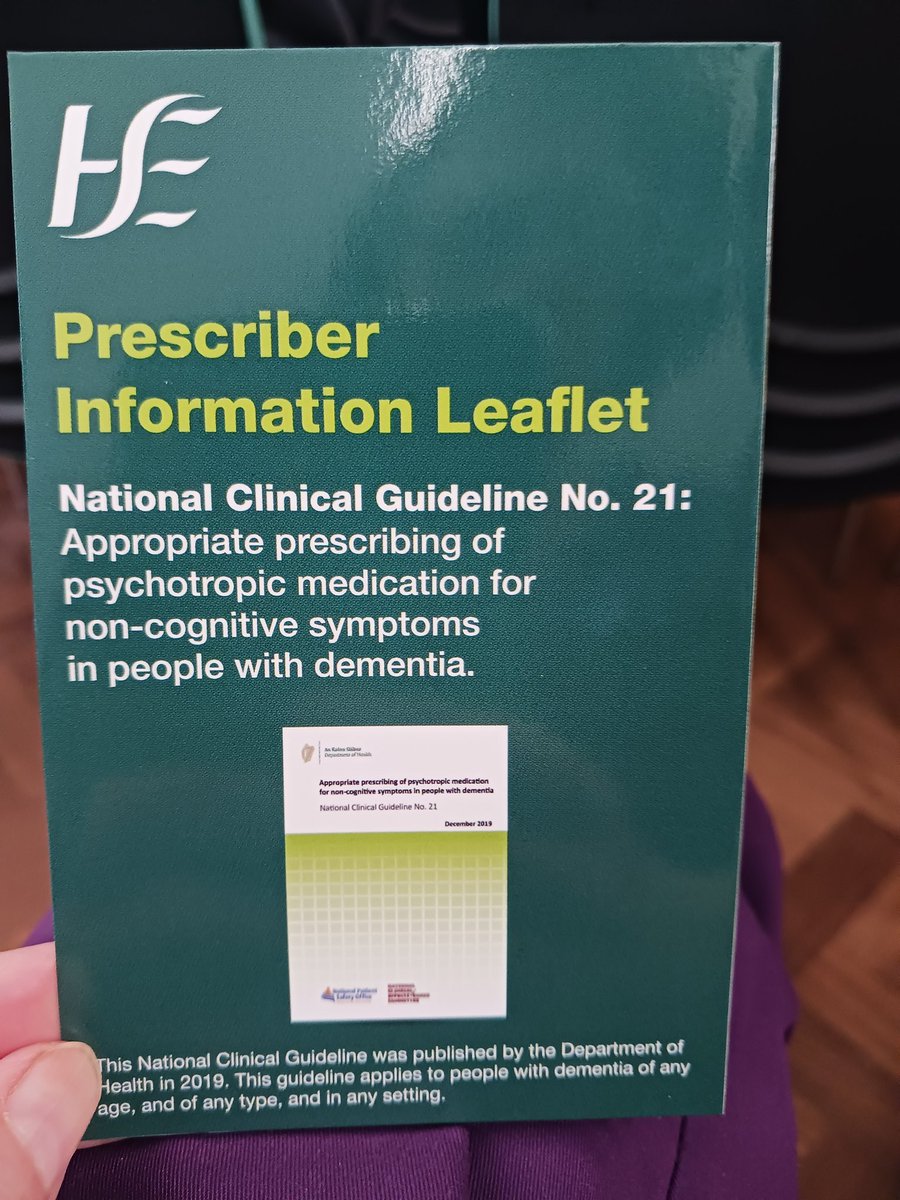 HSE
Prescriber
Information Leaflet
National Clinical Guideline No. 21:
Appropriate prescribing of
psychotropic medication for
non-cognitive symptoms
in people with dementia.
An Roinn Sláinte
Department of Health
Appropriate prescribing of psychotropic medication
for non-cognitive symptoms in people with dementia
National Clinical Guideline No. 21
December 2019
National Patient
Safety Office
This National Clinical Guideline was published by the Department of
Health in 2019. This guideline applies to people with dementia of any
age, and of any type, and in any setting.